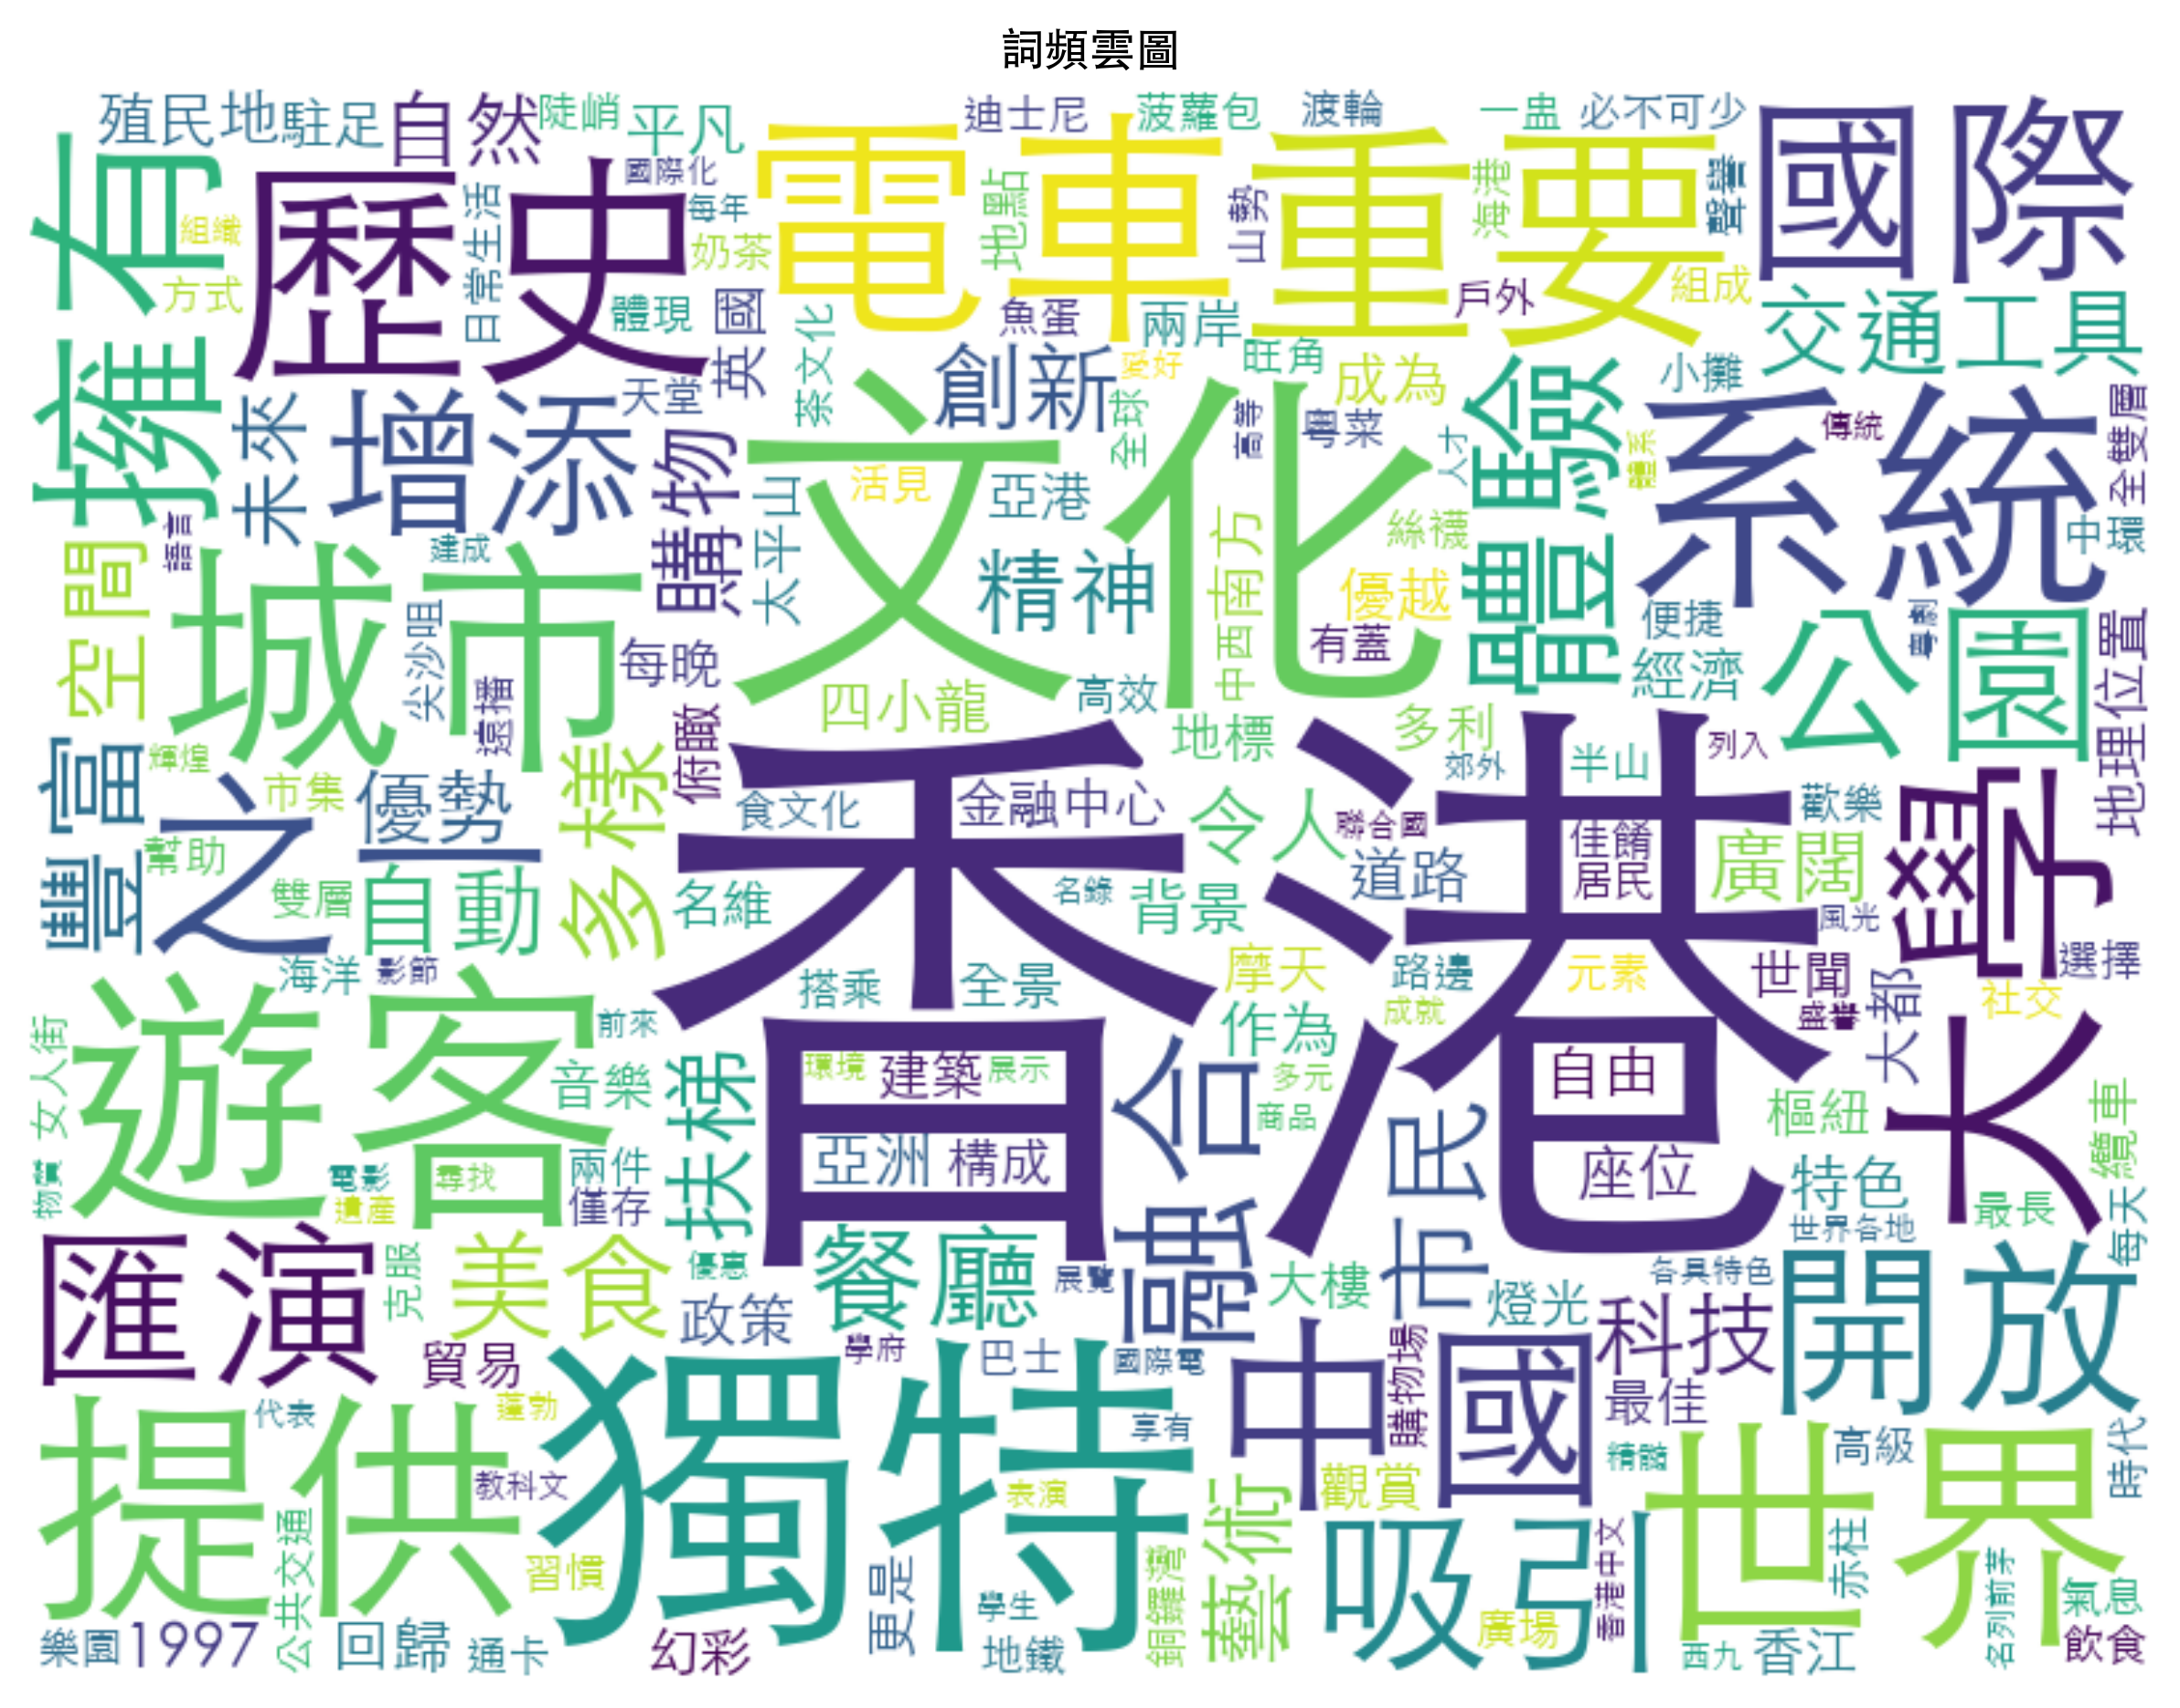 詞頻雲圖
殖民地
駐足
自然
陡峭
平凡
迪士尼
菠蘿包
渡輪
一盅
必不可少
國際
擁有
歷史
國際化
電車
重要
每年
日常生活
地點
山勢
海港
聲譽
組織
方式
奶茶
體現
英國
茶文化
魚蛋
兩岸
戶外
組成
交通工具
旺角
愛好
創新
成為
小攤
未來
增添
天堂
購物
文化
全球
高等
粵菜
人才
體驗
體系
系統
傳統
全雙層
活見
亞港
太平山
絲襪
中環
語言
建成
空間
城市
精神
中西南方
優越
有蓋
便捷
粵劇
公園
經濟
地理位置
尖沙咀
每晚
遠播
四小龍
高效
地標
多利
半山
列入
郊外
豐富
輝煌
市集
優勢
多樣
俯瞰
食文化
金融中心
令人
聯合國
佳餚
居民
歡樂
之一
幫助
香港
道路
廣闊
大學
雙層
自動
名維
名錄
背景
風光
海洋
影節
搭乘
全景
摩天
路邊
元素
世聞
選擇
遊客
前來
作為
成就
盛事
大都
社交
女人街
音樂
扶梯
環境
建築
展示
融合
多元
自由
商品
市民
樞紐
纜車
物質
電影
尋找
遺產
兩件
僅存
亞洲
構成
座位
特色
最長
世界各地
每天
匯演
克服
美食
優惠
餐廳
展覽
大樓
燈光
各具特色
開放
政策
貿易
學府
巴士
國際電
中國
購物場
科技
最佳
提供
代表
蓬勃
獨特
享有
高級
時代
教科文
表演
觀賞
精髓
世界
公共交通
習慣
更是
學生
銅鑼灣
藝術
吸引
廣場
香港中文
赤柱
名列前茅
氣息
樂園
1997
回歸
通卡
幻彩
地鐵
西九
香江
飲食